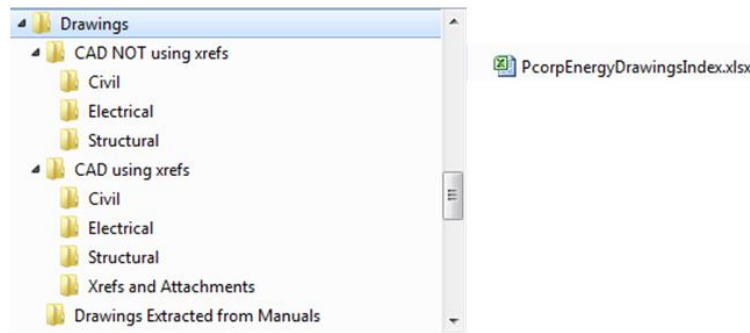 Drawings
CAD NOT using xrefs
Civil
Electrical
Structural
CAD using xrefs
Civil
Electrical
Structural
Xrefs and Attachments
Drawings Extracted from Manuals
PcorpEnergyDrawingsIndex.xlsx